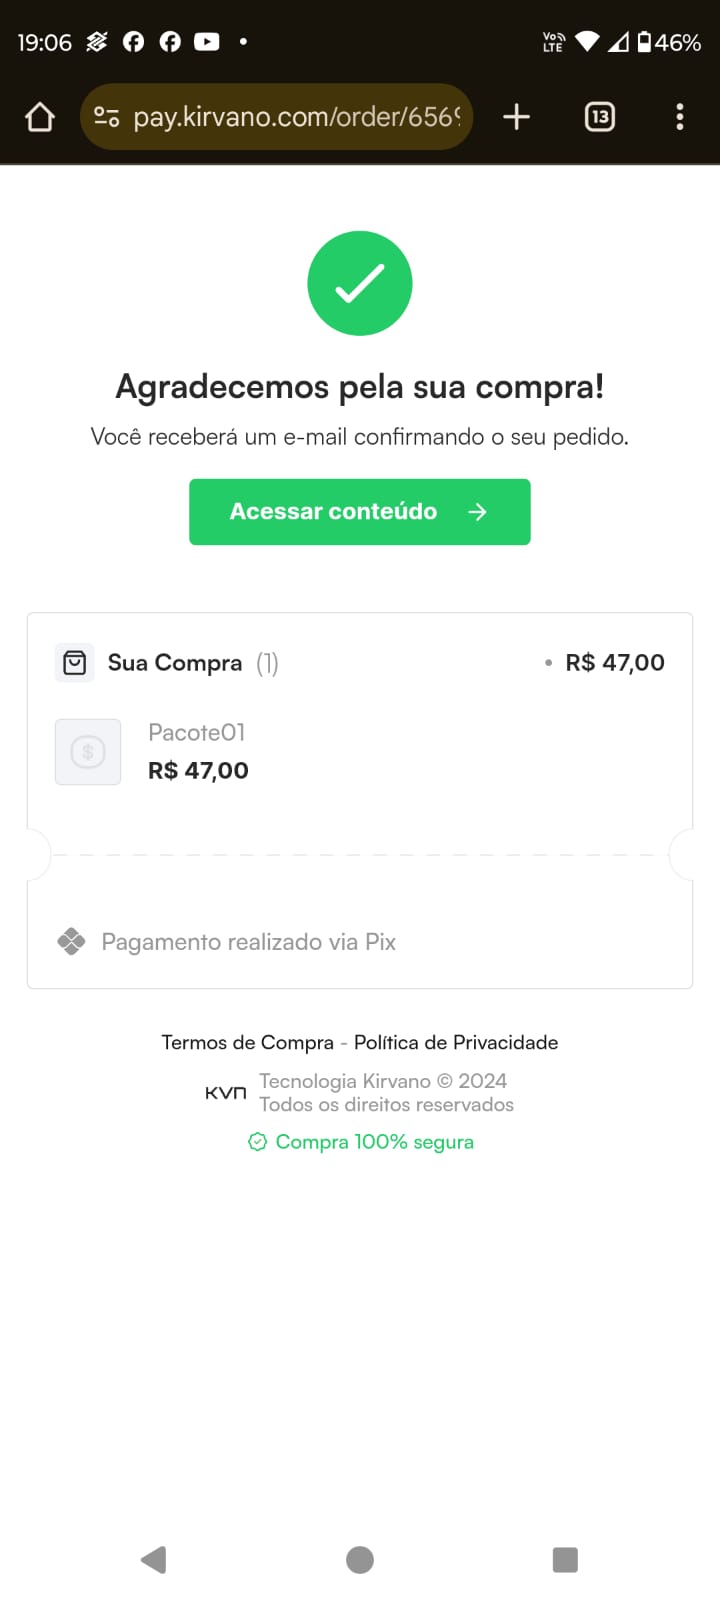 19:06 Vo LTE 46%
pay.kirvano.com/order/656 13
Agradecemos pela sua compra!
Você receberá um e-mail confirmando o seu pedido.
Acessar conteúdo →
Sua Compra (1) • R$ 47,00
Pacote01
R$ 47,00
Pagamento realizado via Pix
Termos de Compra - Política de Privacidade
KVN Tecnologia Kirvano © 2024
Todos os direitos reservados
Compra 100% segura